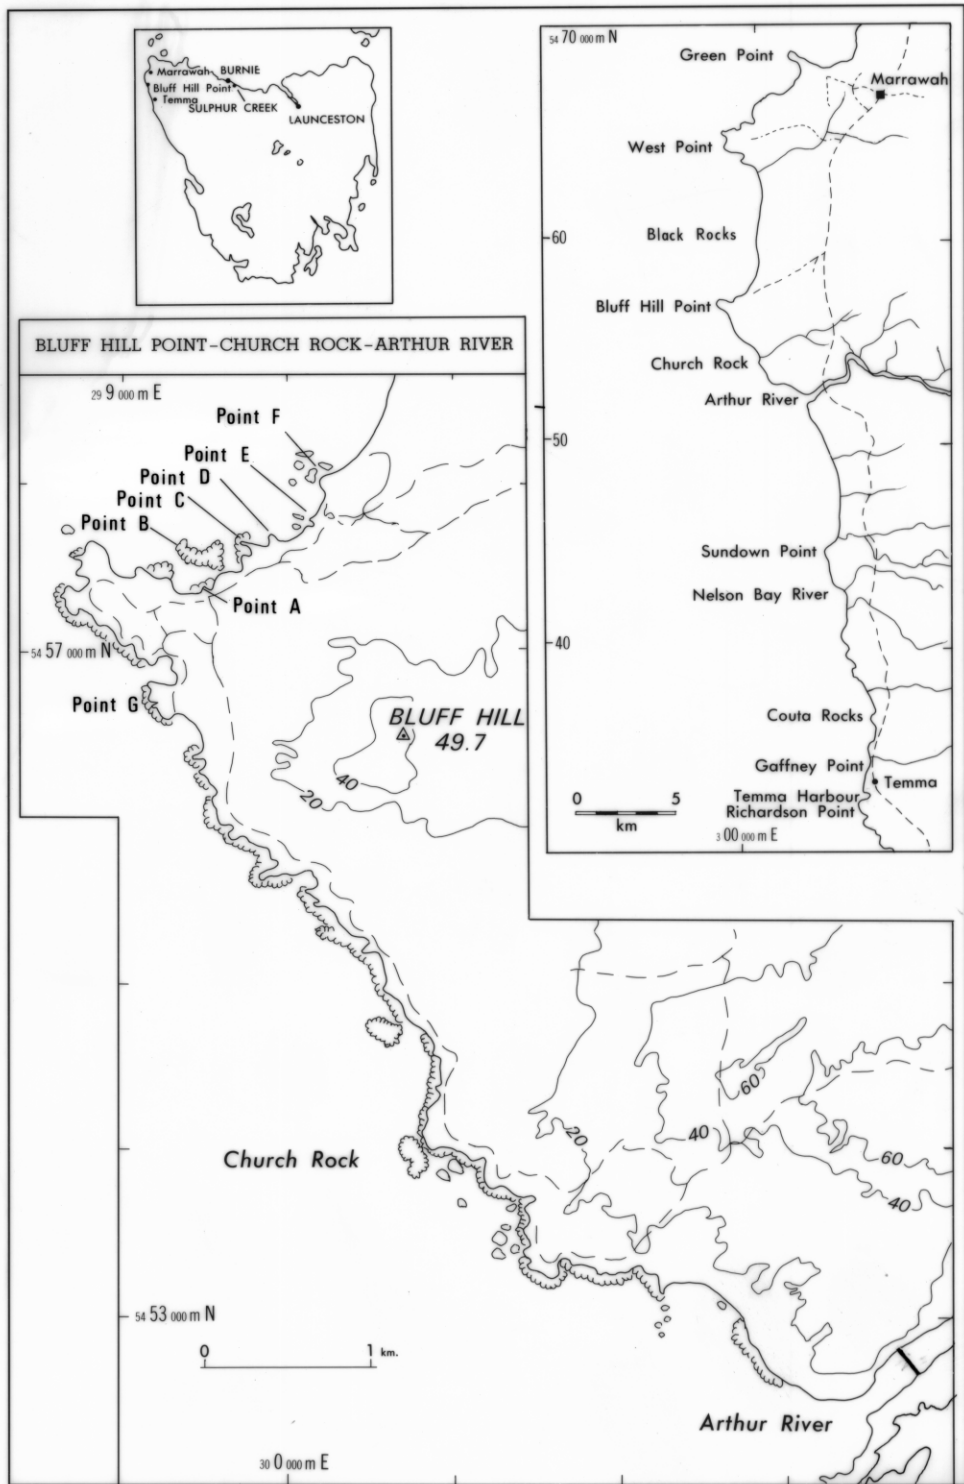 Marrawah BURNIE
Bluff Hill Point
Temma
SULPHUR CREEK
LAUNCESTON
54 70 000 m N
Green Point
Marrawah
West Point
60
Black Rocks
Bluff Hill Point
Church Rock
Arthur River
50
Sundown Point
Nelson Bay River
40
Couta Rocks
Gaffney Point
Temma
Temma Harbour
Richardson Point
0 5
km
3 00 000 m E
BLUFF HILL POINT-CHURCH ROCK-ARTHUR RIVER
29 9 000 m E
Point F
Point E
Point D
Point C
Point B
Point A
54 57 000 m N
Point G
BLUFF HILL
49.7
40
20
60
20
40
60
40
Church Rock
54 53 000 m N
0 1 km.
Arthur River
30 0 000 m E